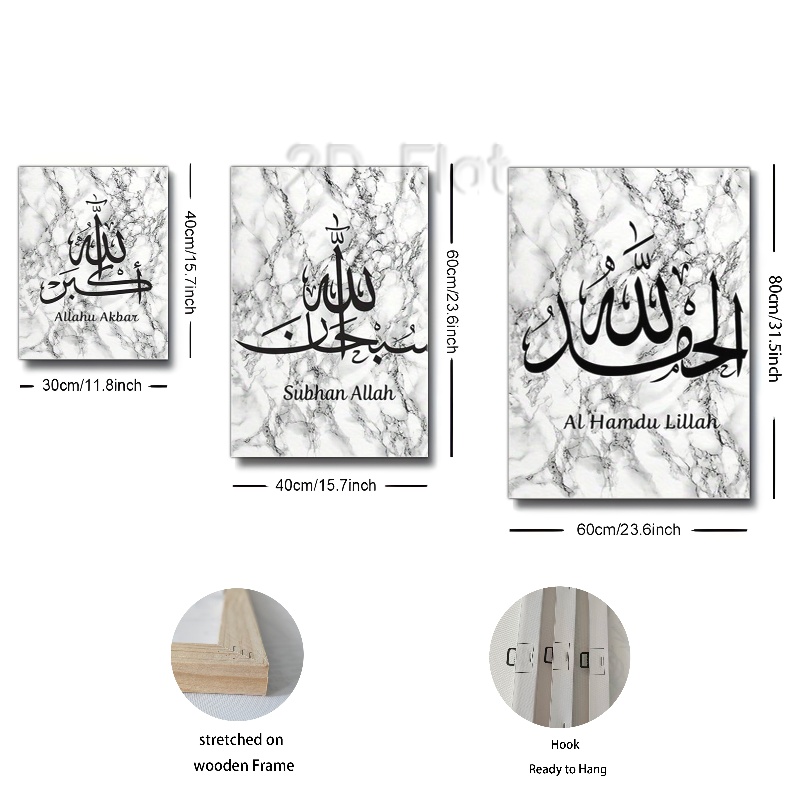 2D Flat
الله
أكبر
Allahu Akbar
40cm/15.7inch
30cm/11.8inch
سبحان الله
Subhan Allah
60cm/23.6inch
40cm/15.7inch
الحمد لله
Al Hamdu Lillah
80cm/31.5inch
60cm/23.6inch
stretched on
wooden Frame
Hook
Ready to Hang